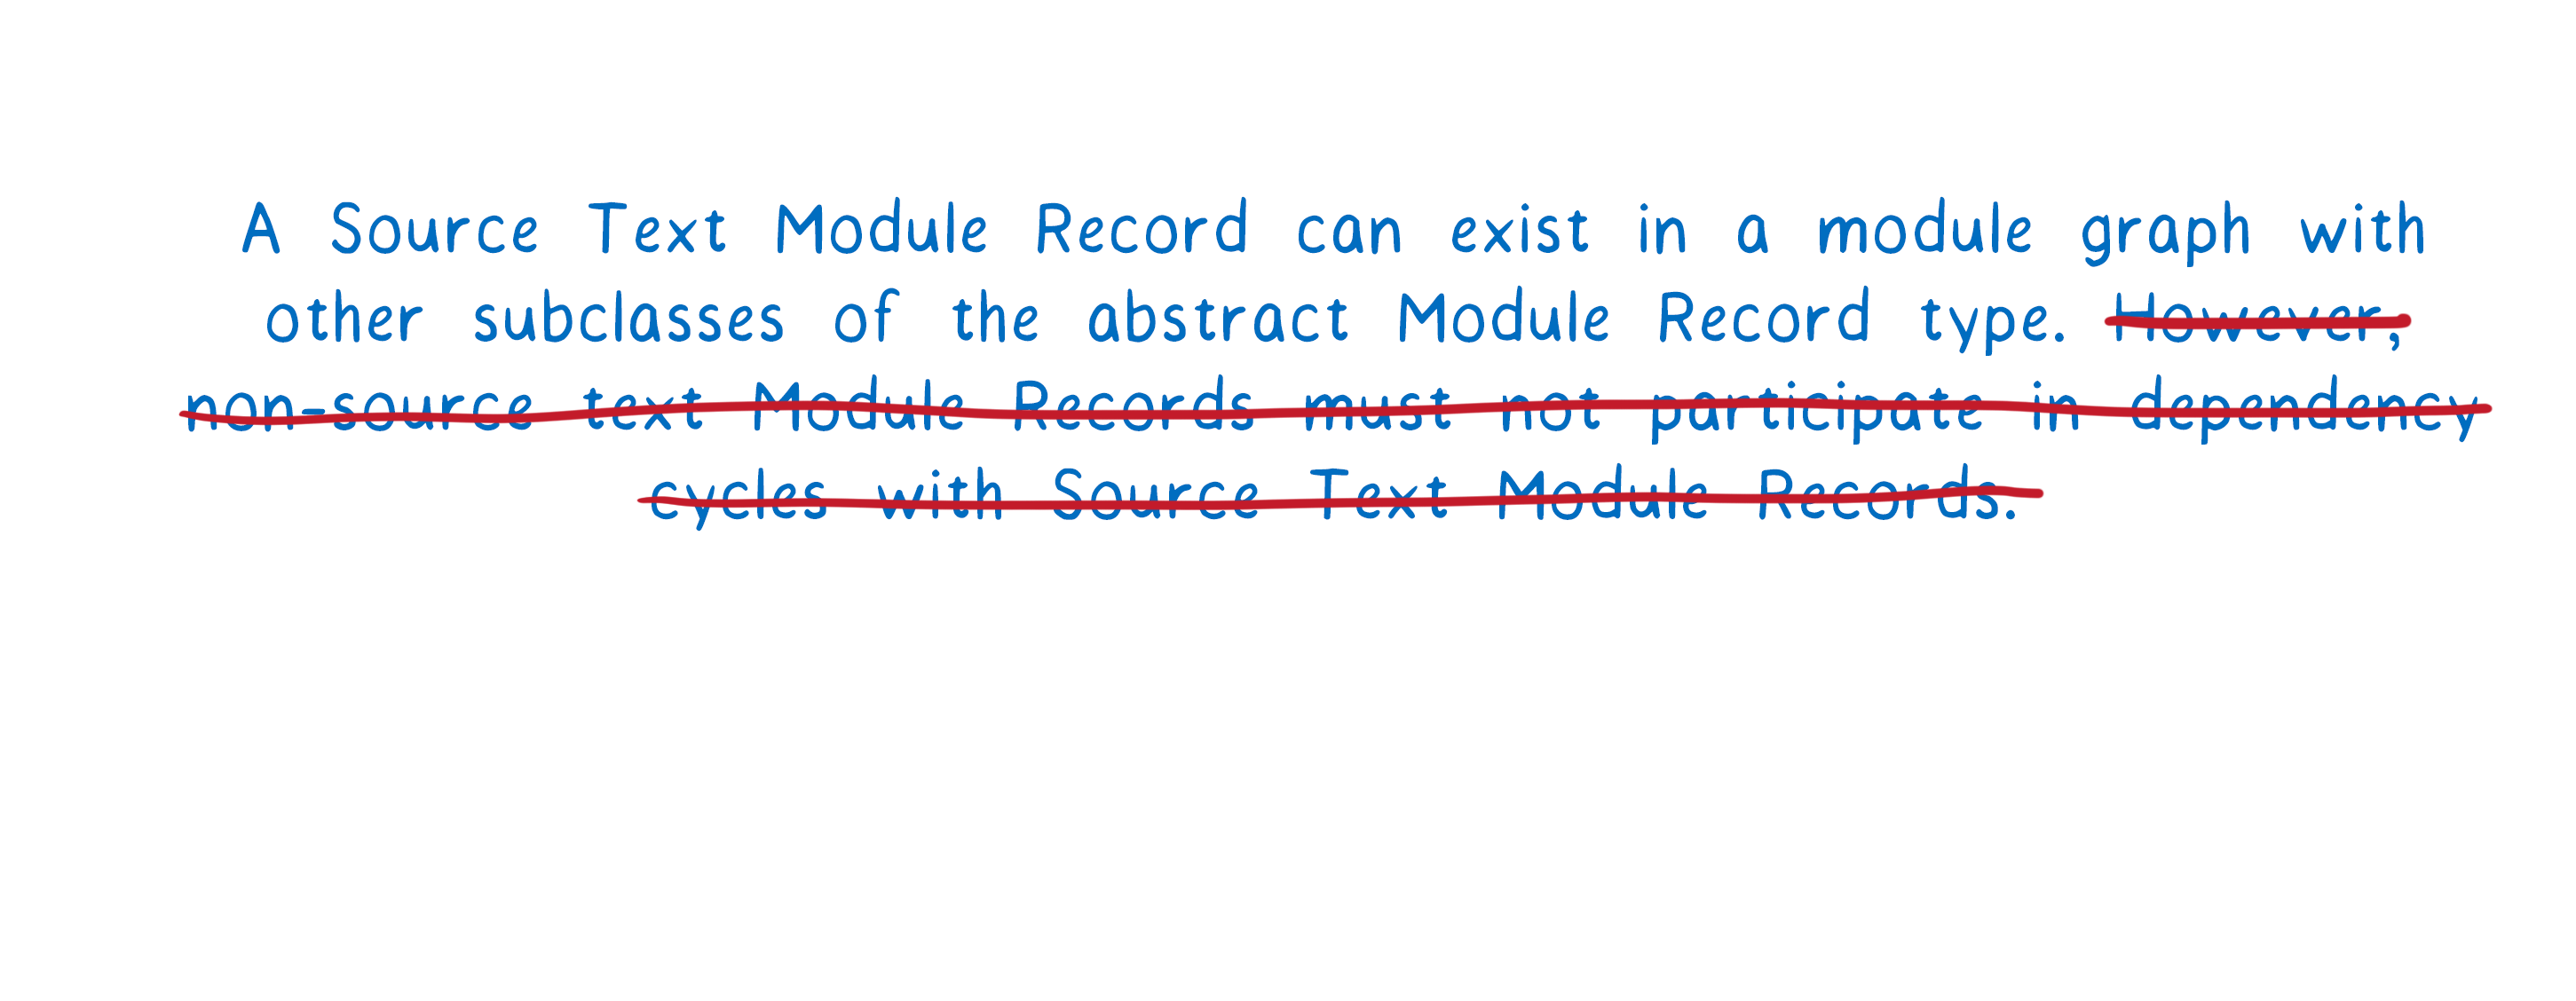 A Source Text Module Record can exist in a module graph with
other subclasses of the abstract Module Record type. However,
non-source text Module Records must not participate in dependency
cycles with Source Text Module Records.